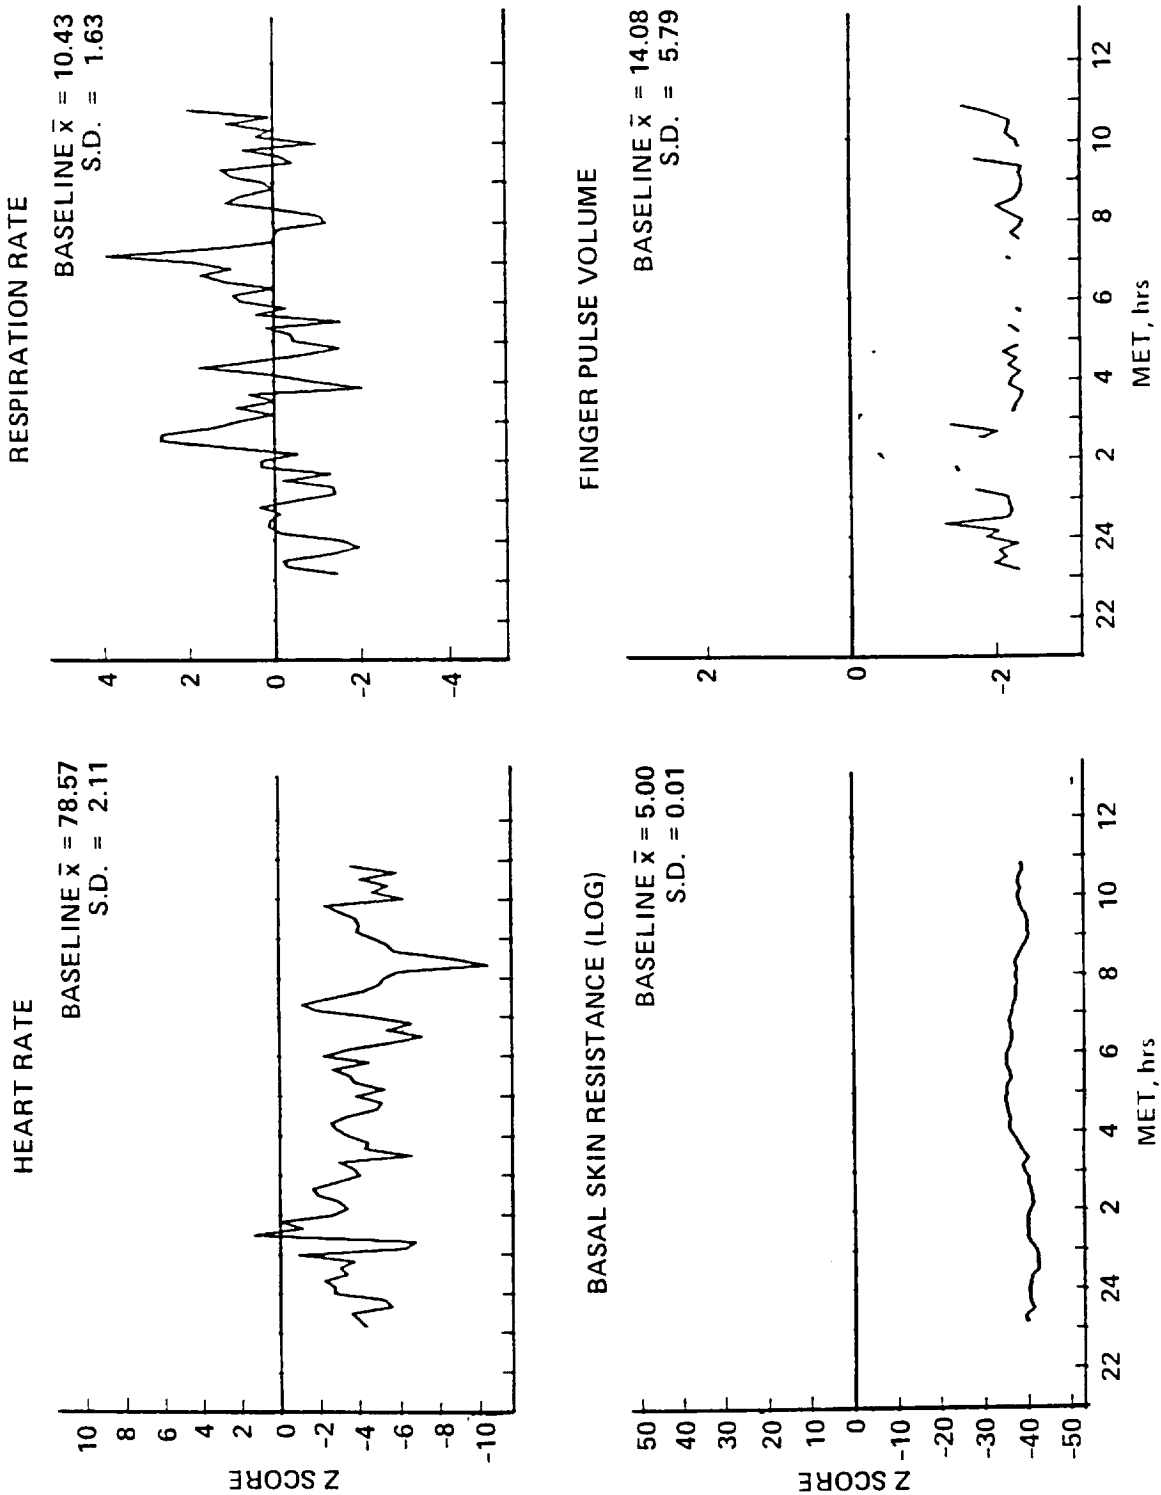 HEART RATE
BASELINE x̄ = 78.57
S.D. = 2.11
Z SCORE
10
8
6
4
2
0
-2
-4
-6
-8
-10
RESPIRATION RATE
BASELINE x̄ = 10.43
S.D. = 1.63
4
2
0
-2
-4
BASAL SKIN RESISTANCE (LOG)
BASELINE x̄ = 5.00
S.D. = 0.01
Z SCORE
50
40
30
20
10
0
-10
-20
-30
-40
-50
22 24 2 4 6 8 10 12
MET, hrs
FINGER PULSE VOLUME
BASELINE x̄ = 14.08
S.D. = 5.79
2
0
-2
22 24 2 4 6 8 10 12
MET, hrs